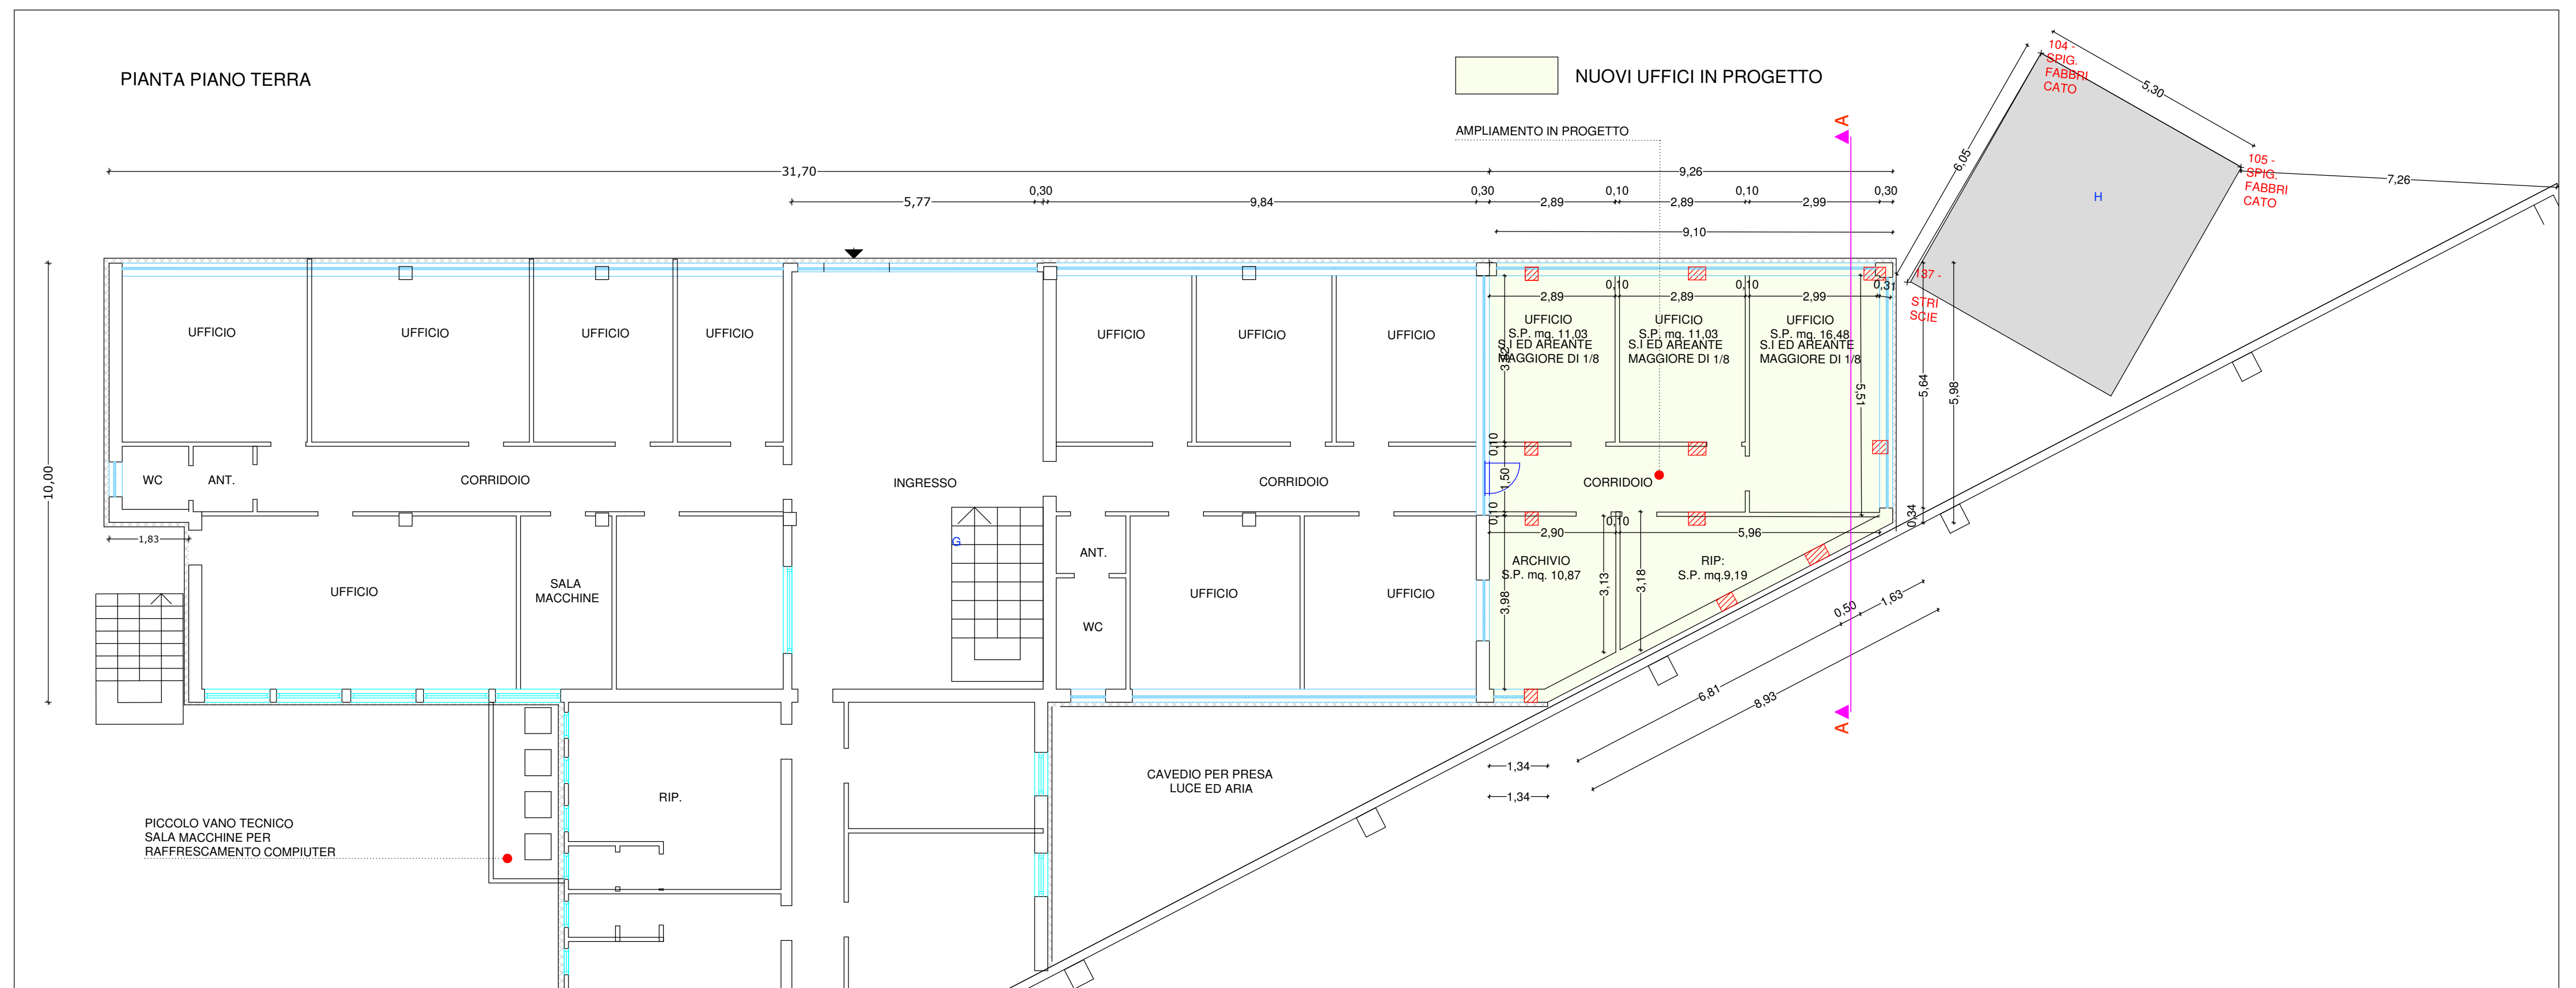 PIANTA PIANO TERRA
NUOVI UFFICI IN PROGETTO
AMPLIAMENTO IN PROGETTO
A
104 -
SPIG.
FABBRI
CATO
5,30
6,05
105 -
SPIG.
FABBRI
CATO
7,26
H
31,70
9,26
0,30
0,30
0,10
0,10
0,30
5,77
9,84
2,89
2,89
2,99
9,10
137 -
STRI
SCIE
0,10
0,10
0,31
2,89
2,89
2,99
UFFICIO
UFFICIO
UFFICIO
UFFICIO
UFFICIO
UFFICIO
UFFICIO
UFFICIO
S.P. mq. 11,03
S.I ED AREANTE
MAGGIORE DI 1/8
UFFICIO
S.P. mq. 11,03
S.I ED AREANTE
MAGGIORE DI 1/8
UFFICIO
S.P. mq. 16,48
S.I ED AREANTE
MAGGIORE DI 1/8
5,51
5,64
5,98
10,00
WC
ANT.
CORRIDOIO
INGRESSO
CORRIDOIO
CORRIDOIO
0,10
1,50
0,10
0,10
0,34
1,83
2,90
5,96
G
UFFICIO
SALA
MACCHINE
ANT.
WC
UFFICIO
UFFICIO
3,98
ARCHIVIO
S.P. mq. 10,87
3,13
3,18
RIP:
S.P. mq.9,19
0,50
1,63
6,81
8,93
A
1,34
1,34
CAVEDIO PER PRESA
LUCE ED ARIA
RIP.
PICCOLO VANO TECNICO
SALA MACCHINE PER
RAFFRESCAMENTO COMPIUTER